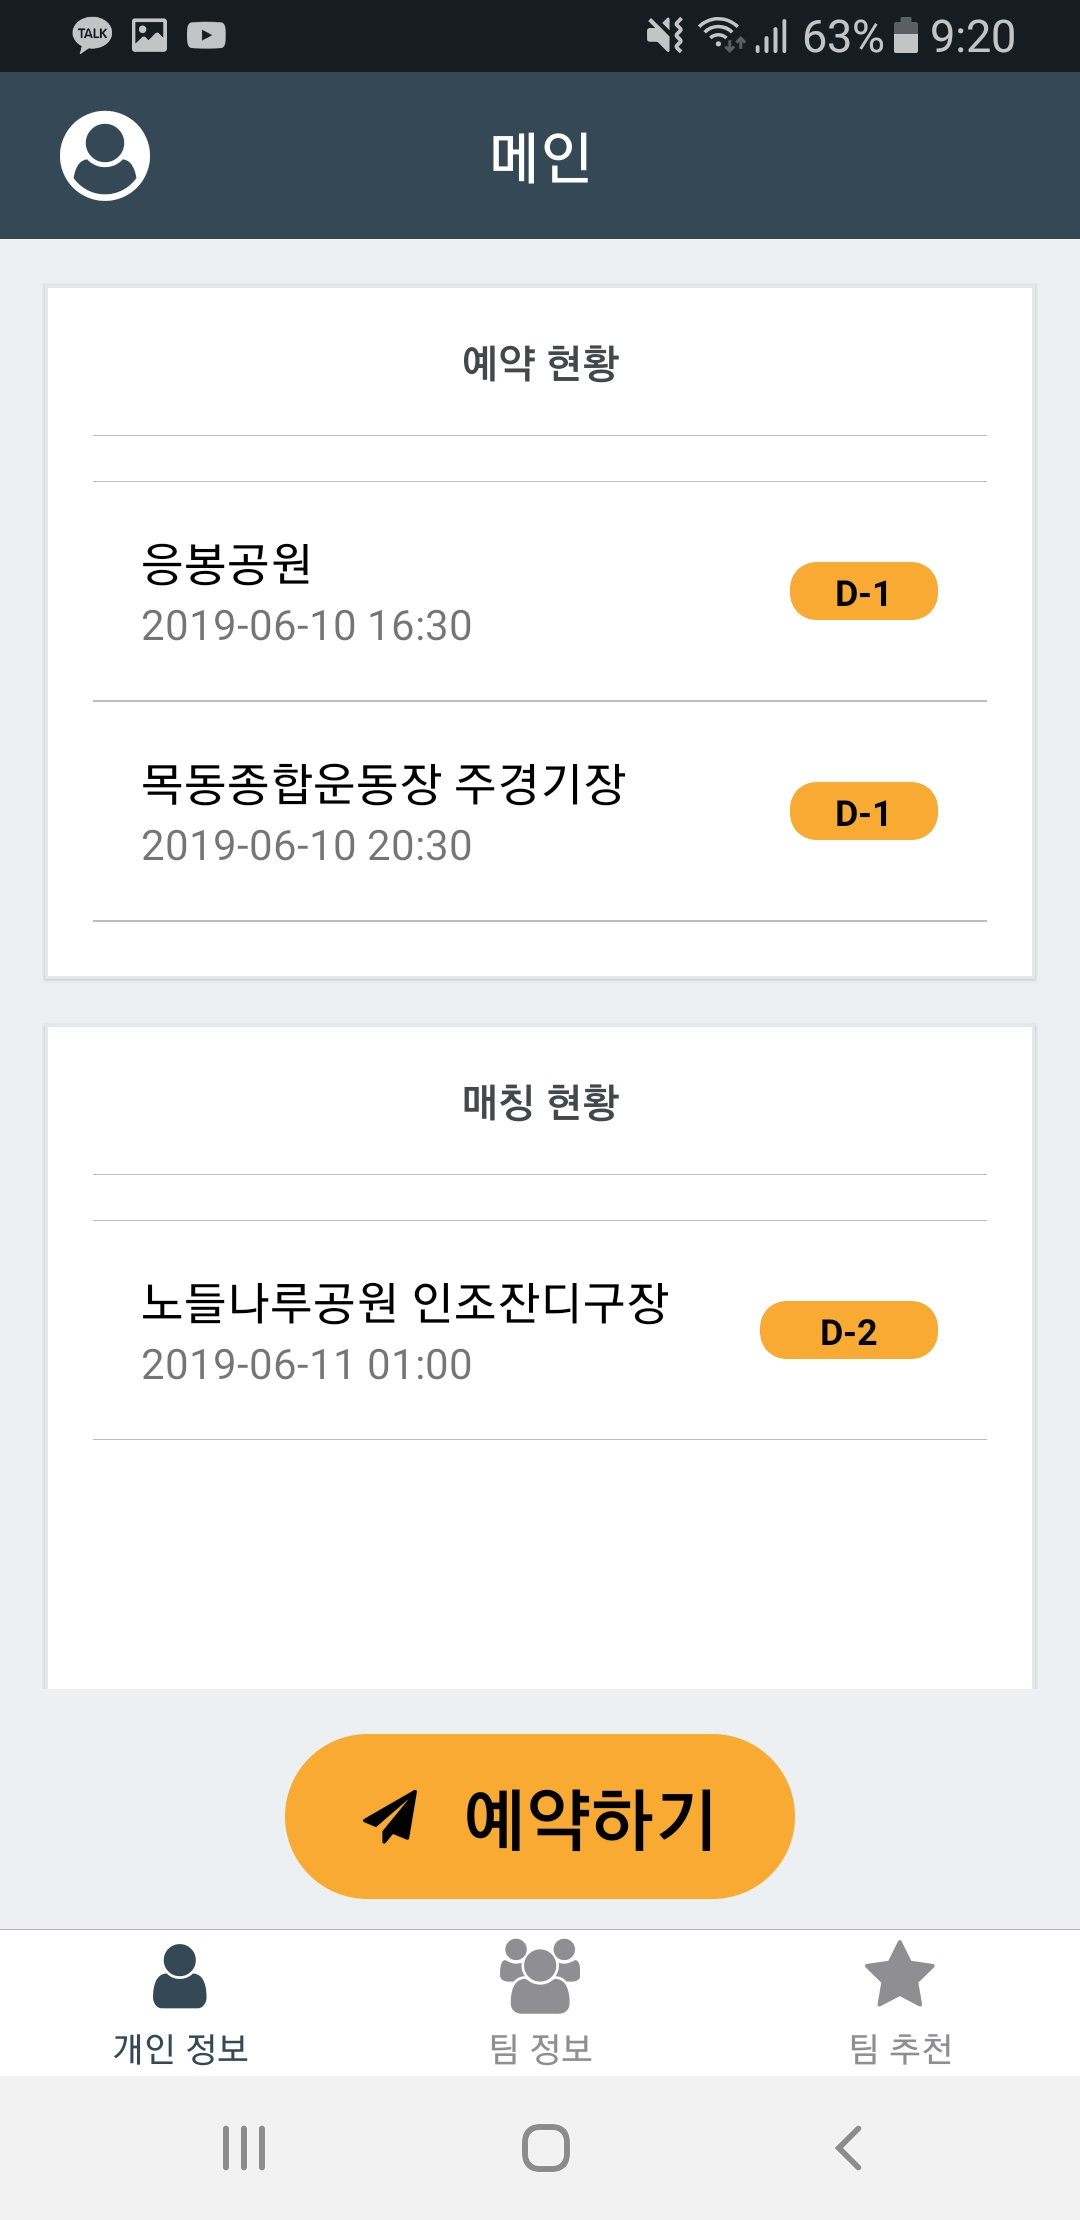 TALK
63% 9:20
메인
예약 현황
응봉공원
D-1
2019-06-10 16:30
목동종합운동장 주경기장
D-1
2019-06-10 20:30
매칭 현황
노들나루공원 인조잔디구장
D-2
2019-06-11 01:00
예약하기
개인 정보
팀 정보
팀 추천